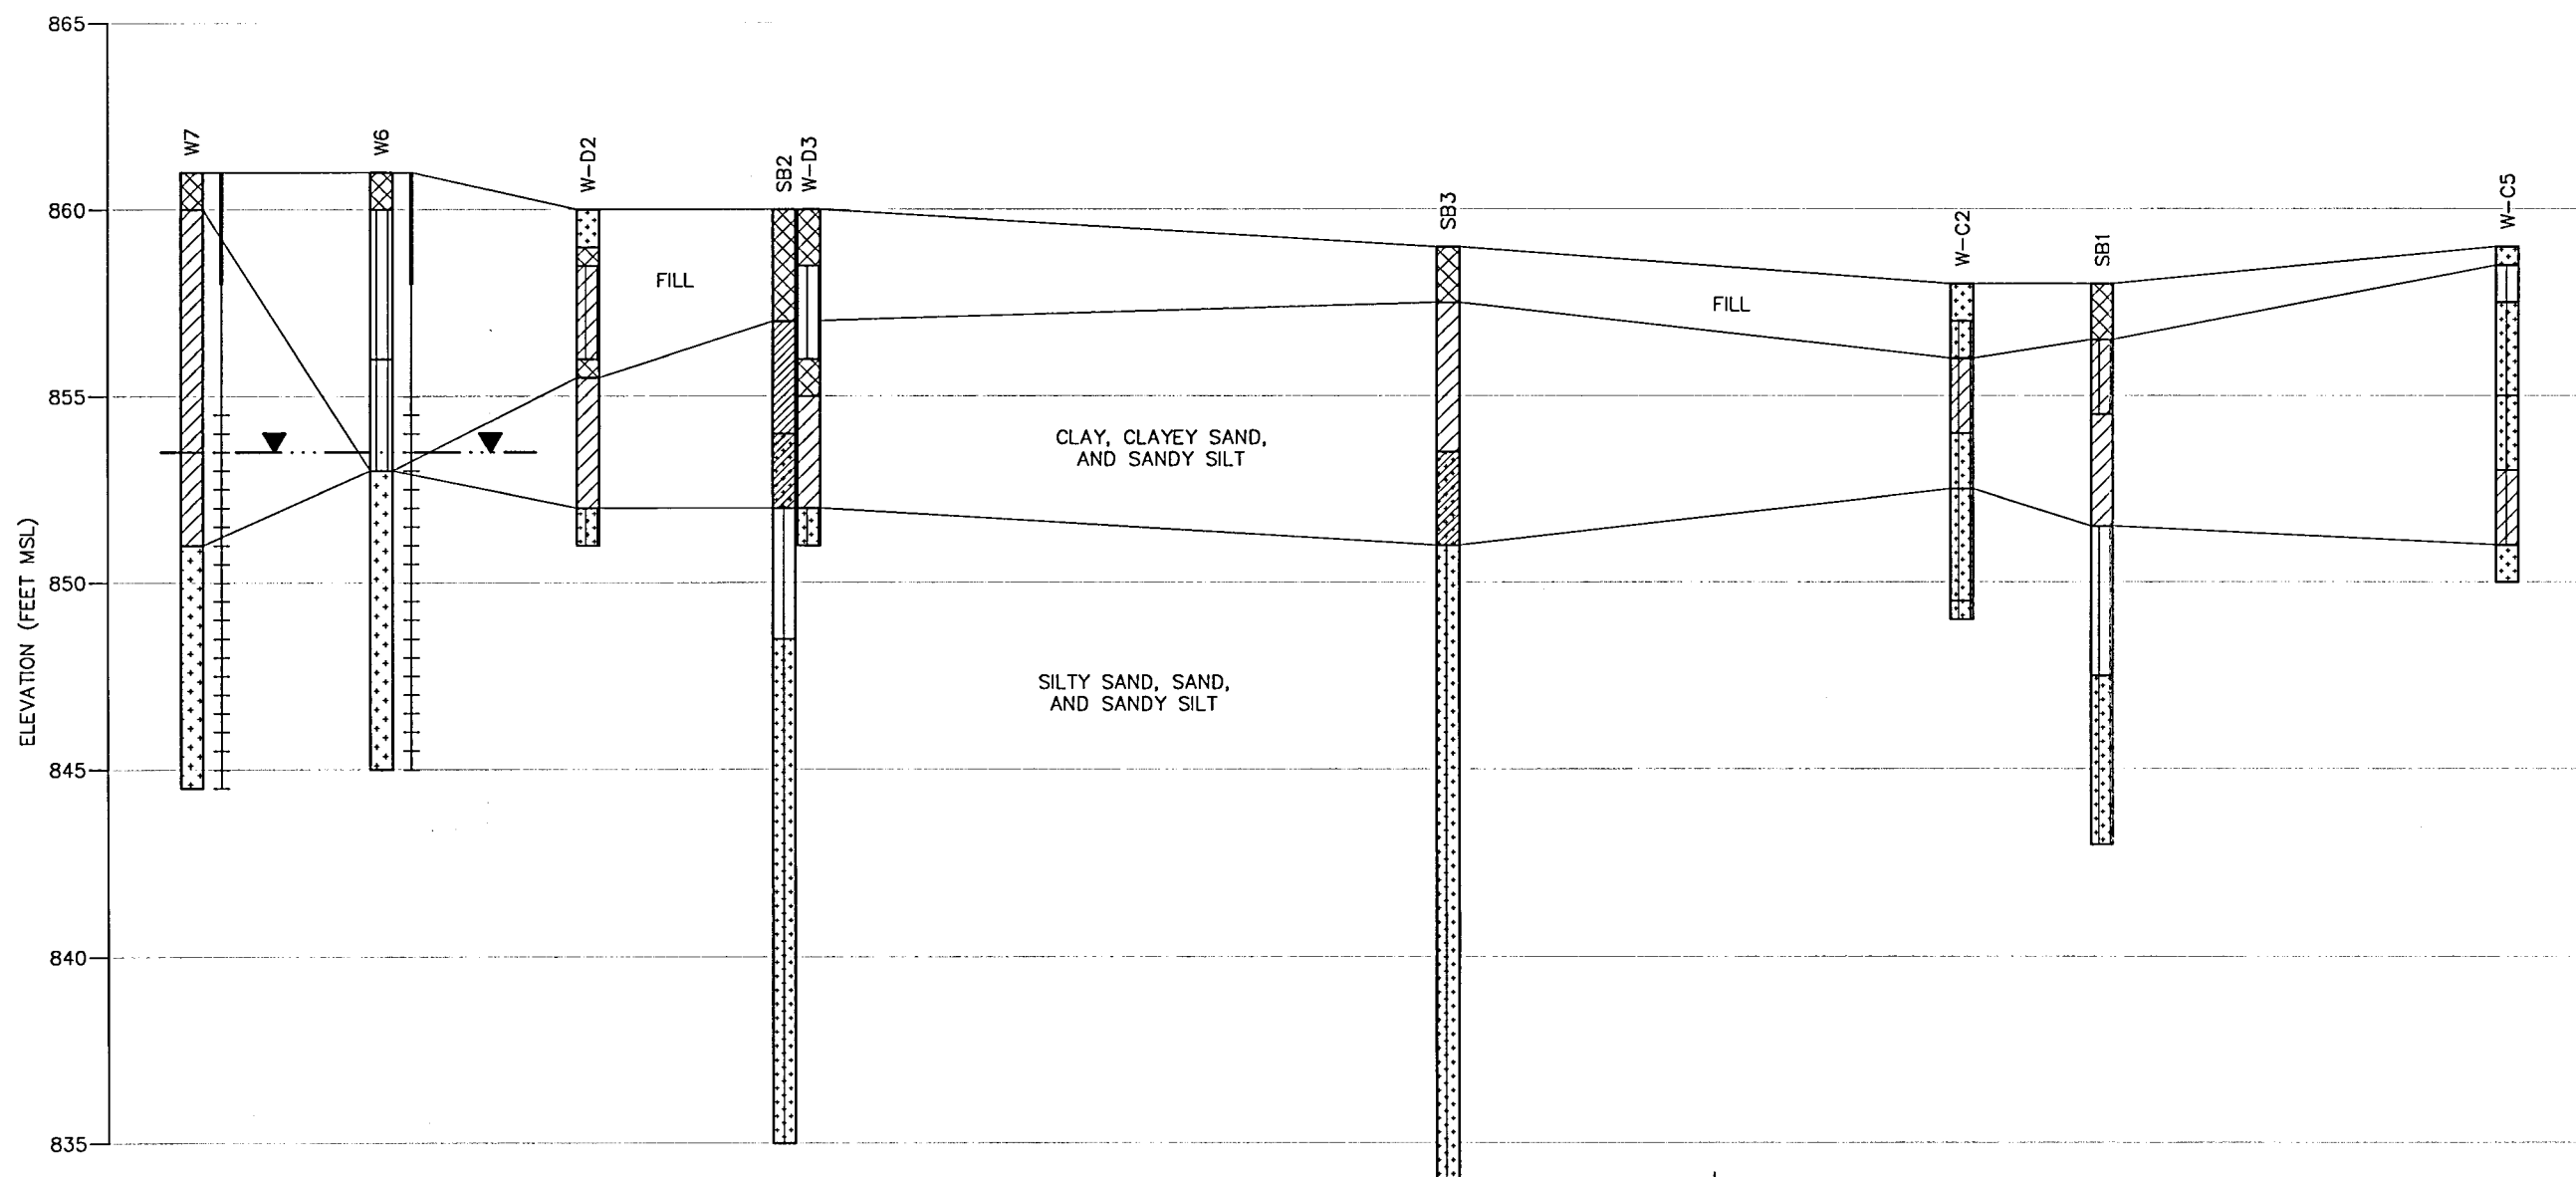 865
W7
W6
W-D2
SB2
W-D3
SB3
W-C2
SB1
W-C5
860
FILL
FILL
855
CLAY, CLAYEY SAND,
AND SANDY SILT
ELEVATION (FEET MSL)
850
SILTY SAND, SAND,
AND SANDY SILT
845
840
835